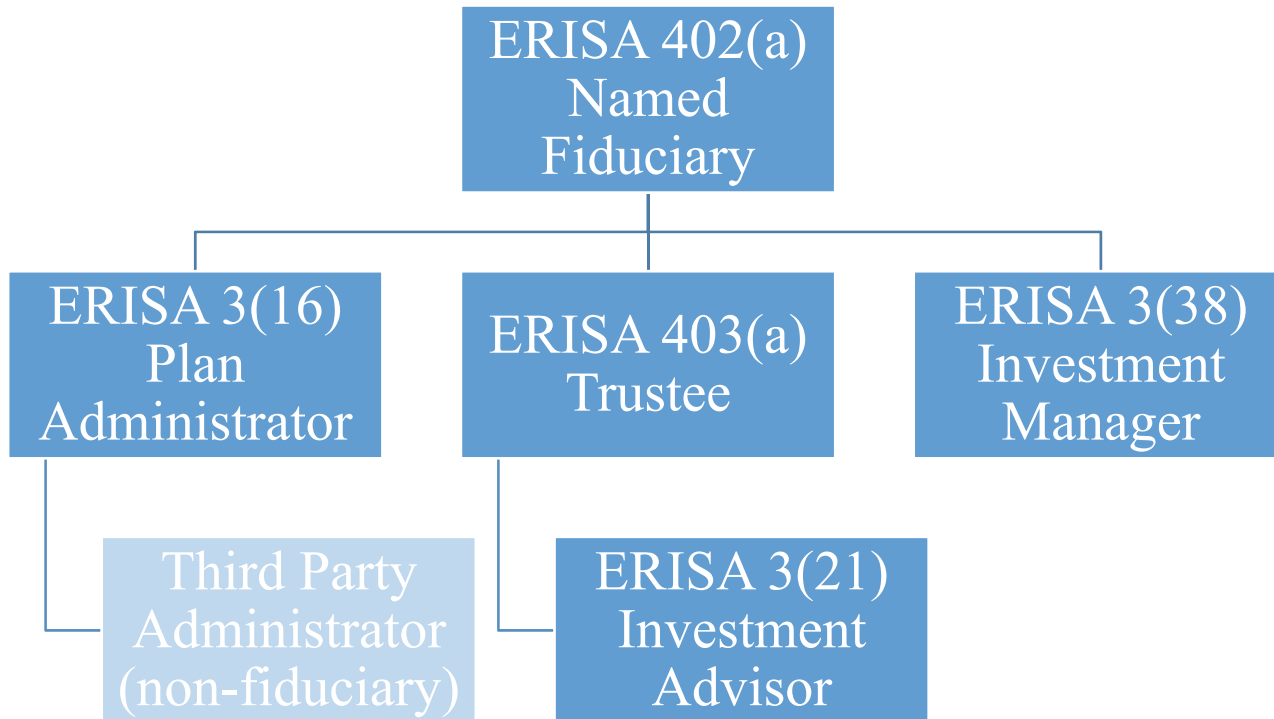 ERISA 402(a)
Named
Fiduciary
ERISA 3(16)
Plan
Administrator
ERISA 403(a)
Trustee
ERISA 3(38)
Investment
Manager
Third Party
Administrator
(non-fiduciary)
ERISA 3(21)
Investment
Advisor